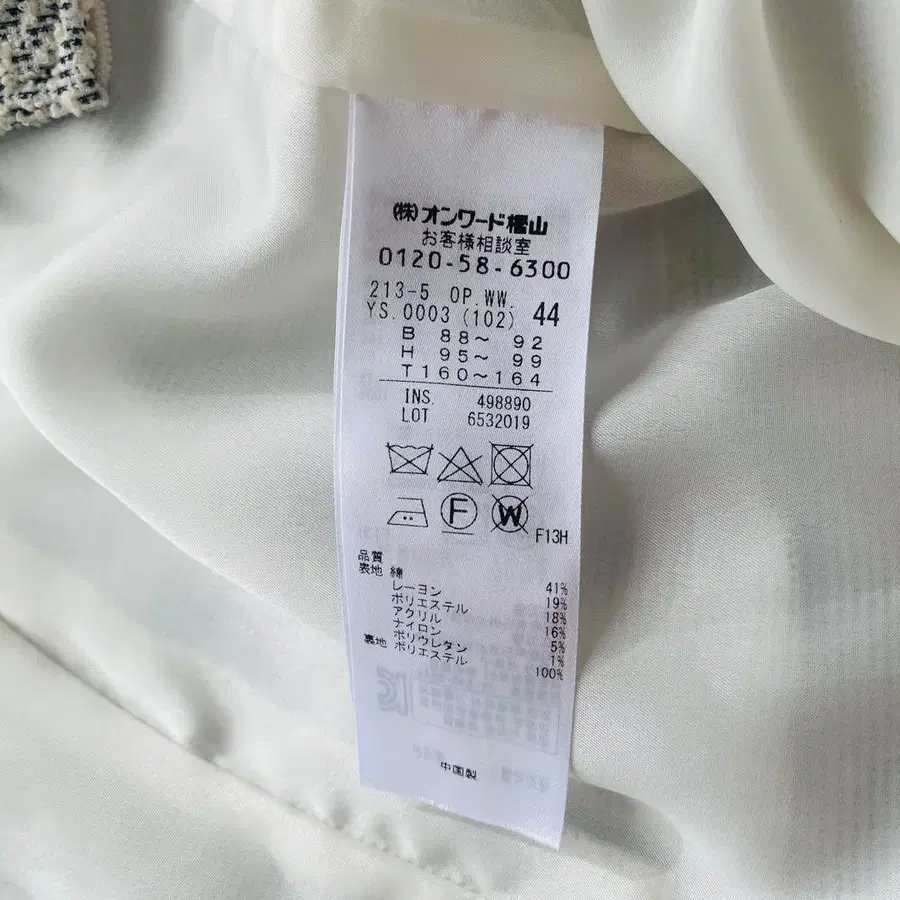 (株)オンワード樫山
お客様相談室
0120-58-6300
213-5 OP.WW.
YS.0003 (102) 44
B 88～ 92
H 95～ 99
T160～164
INS. 498890
LOT 6532019
F W F13H
品質
表地 綿 41%
レーヨン 19%
ポリエステル 18%
アクリル 16%
ナイロン 5%
ポリウレタン 1%
裏地 ポリエステル 100%
中国製